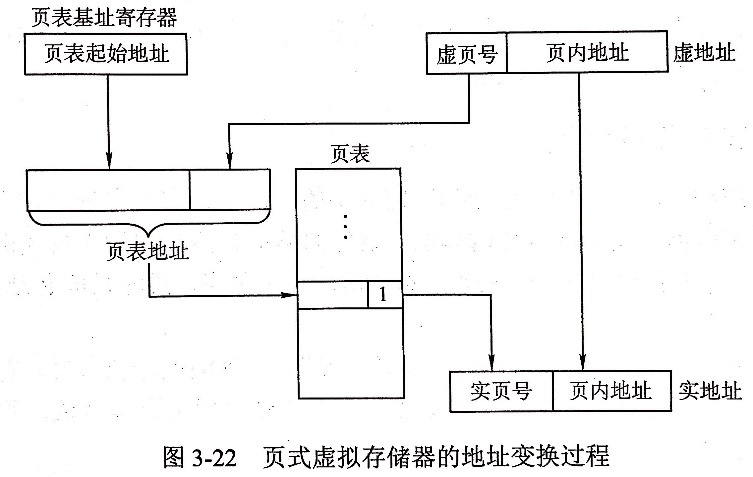 页表基址寄存器
页表起始地址
虚页号 页内地址 虚地址
页表
⋮
页表地址
1
实页号 页内地址 实地址
图 3-22 页式虚拟存储器的地址变换过程